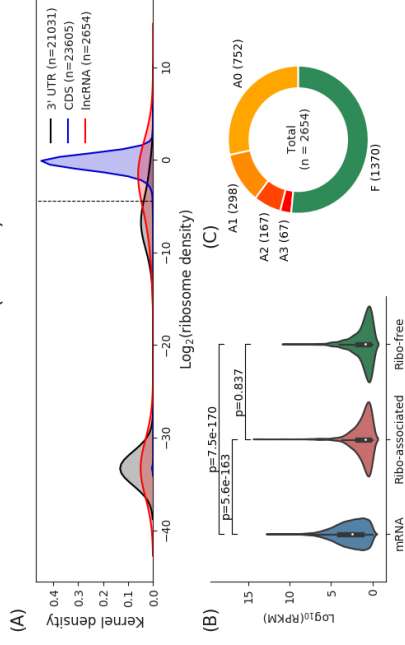 (A)
3' UTR (n=21031)
CDS (n=23605)
lncRNA (n=2654)
Kernel density
0.4
0.3
0.2
0.1
0.0
−40
−30
−20
−10
0
10
Log2(ribosome density)
(B)
p=7.5e-170
p=5.6e-163
p=0.837
Log10(RPKM)
15
10
5
0
mRNA
Ribo-associated
Ribo-free
(C)
A0 (752)
A1 (298)
A2 (167)
A3 (67)
F (1370)
Total
(n = 2654)